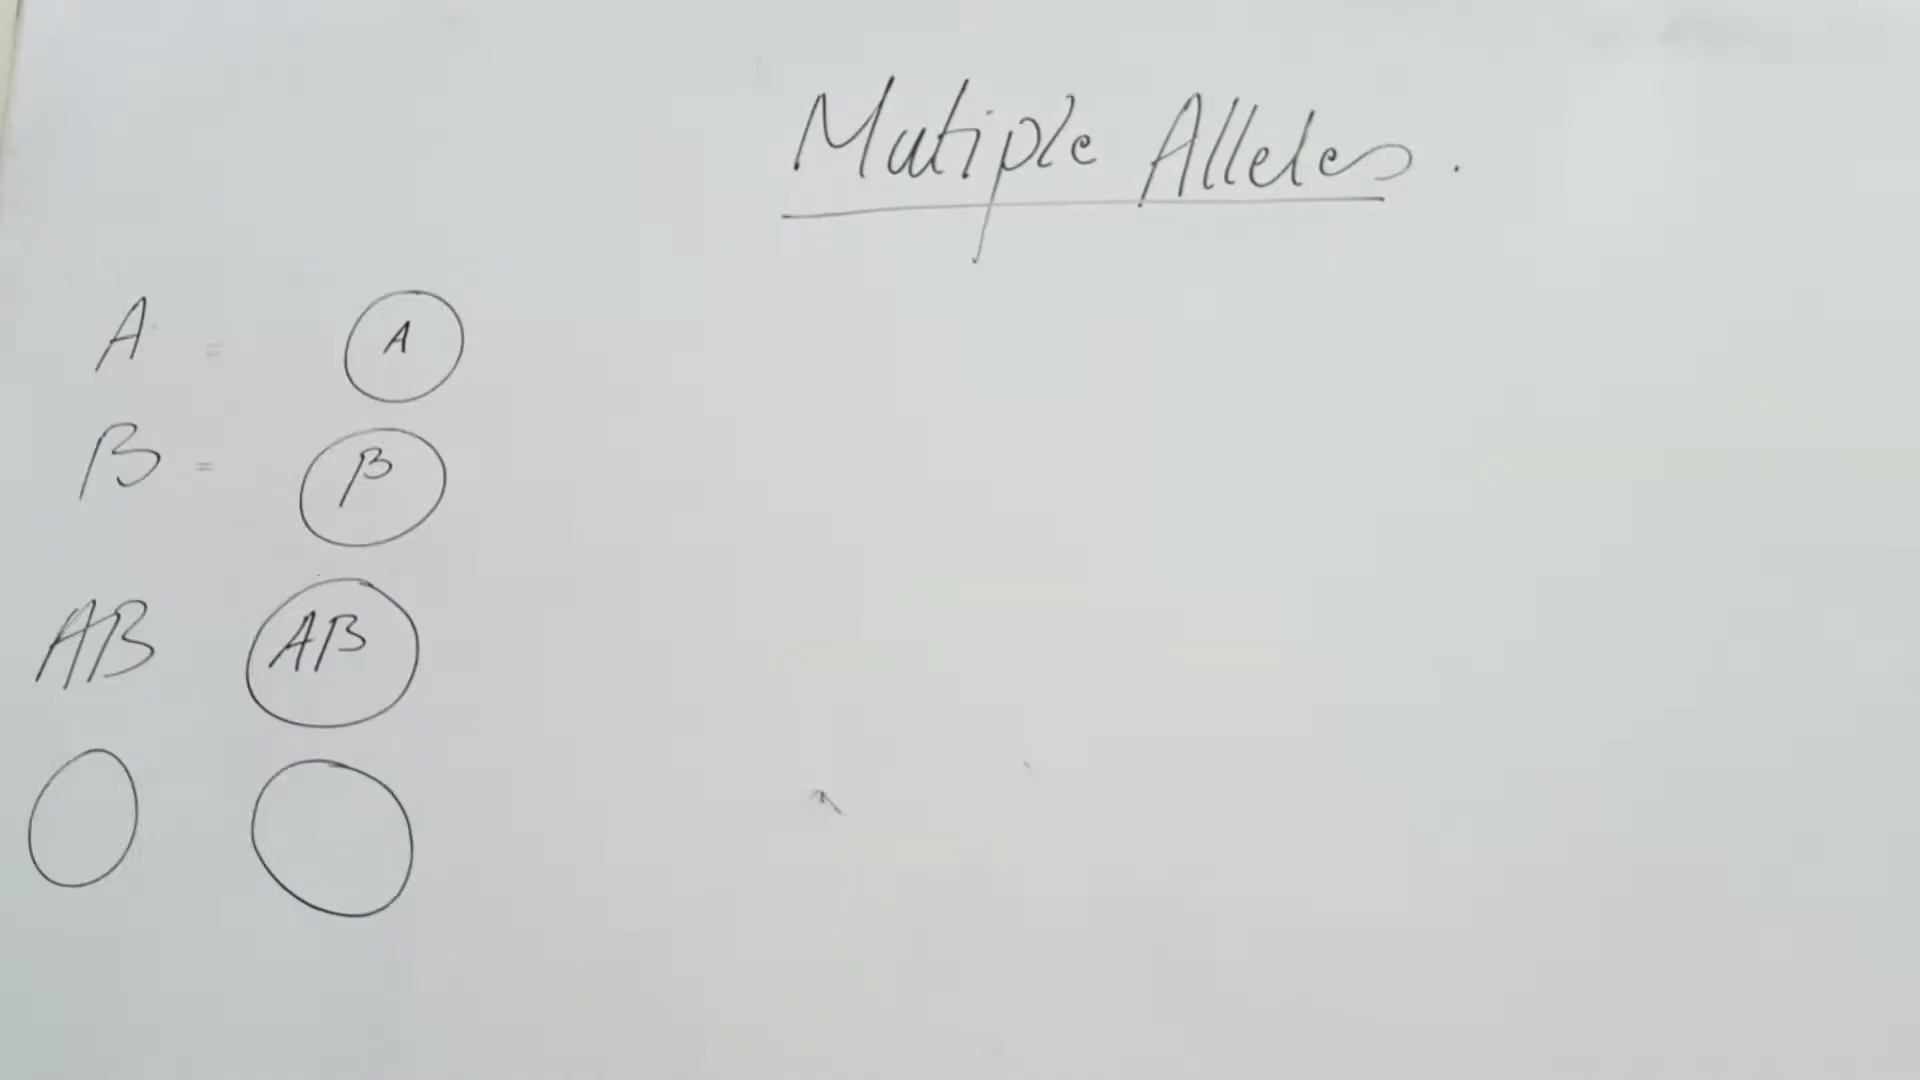 Mutiple Alleles.
A = A
B = B
AB AB
O